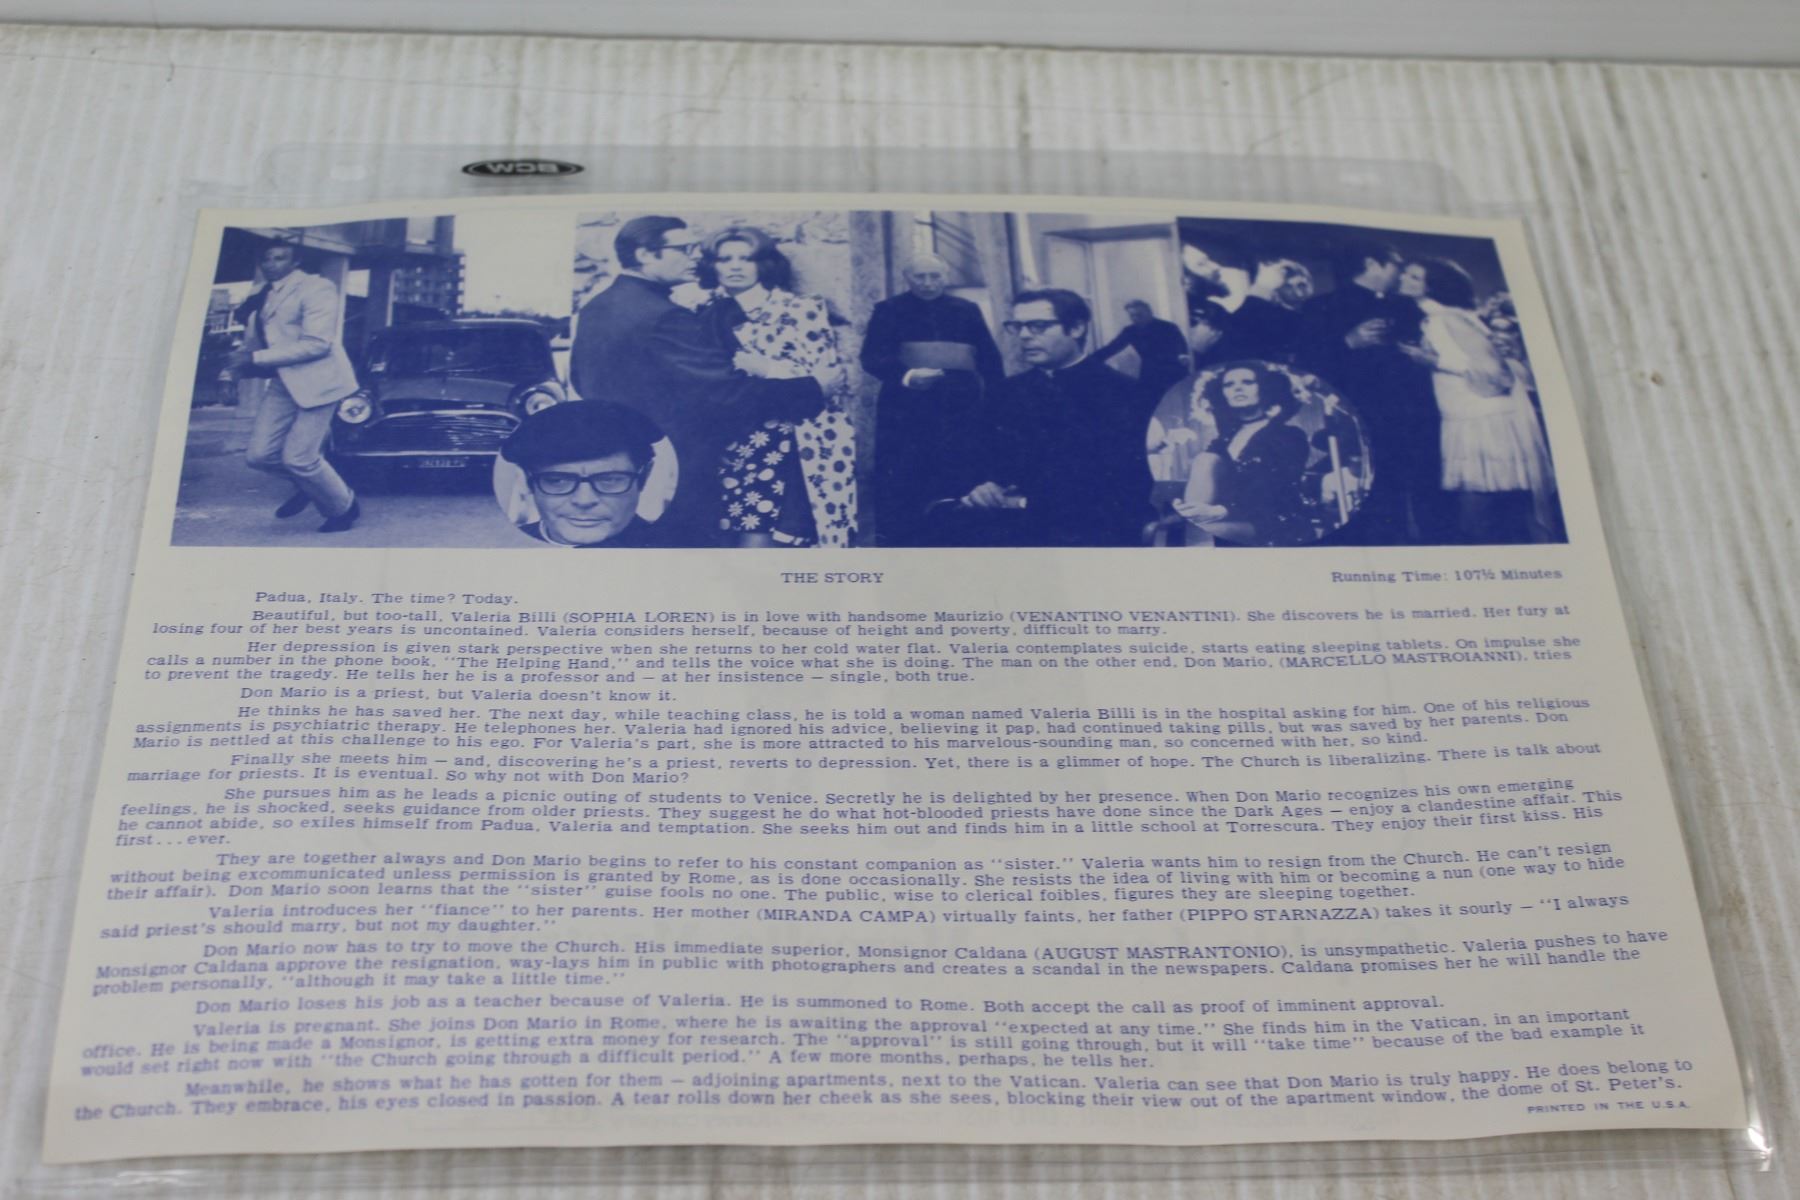 BCW
THE STORY
Running Time: 107½ Minutes
Padua, Italy. The time? Today.
Beautiful, but too-tall, Valeria Billi (SOPHIA LOREN) is in love with handsome Maurizio (VENANTINO VENANTINI). She discovers he is married. Her fury at
losing four of her best years is uncontained. Valeria considers herself, because of height and poverty, difficult to marry.
Her depression is given stark perspective when she returns to her cold water flat. Valeria contemplates suicide, starts eating sleeping tablets. On impulse she
calls a number in the phone book, "The Helping Hand," and tells the voice what she is doing. The man on the other end, Don Mario, (MARCELLO MASTROIANNI), tries
to prevent the tragedy. He tells her he is a professor and — at her insistence — single, both true.
Don Mario is a priest, but Valeria doesn't know it.
He thinks he has saved her. The next day, while teaching class, he is told a woman named Valeria Billi is in the hospital asking for him. One of his religious
assignments is psychiatric therapy. He telephones her. Valeria had ignored his advice, believing it pap, had continued taking pills, but was saved by her parents. Don
Mario is nettled at this challenge to his ego. For Valeria's part, she is more attracted to his marvelous-sounding man, so concerned with her, so kind.
Finally she meets him — and, discovering he's a priest, reverts to depression. Yet, there is a glimmer of hope. The Church is liberalizing. There is talk about
marriage for priests. It is eventual. So why not with Don Mario?
She pursues him as he leads a picnic outing of students to Venice. Secretly he is delighted by her presence. When Don Mario recognizes his own emerging
feelings, he is shocked, seeks guidance from older priests. They suggest he do what hot-blooded priests have done since the Dark Ages — enjoy a clandestine affair. This
he cannot abide, so exiles himself from Padua, Valeria and temptation. She seeks him out and finds him in a little school at Torrescura. They enjoy their first kiss. His
first...ever.
They are together always and Don Mario begins to refer to his constant companion as "sister." Valeria wants him to resign from the Church. He can't resign
without being excommunicated unless permission is granted by Rome, as is done occasionally. She resists the idea of living with him or becoming a nun (one way to hide
their affair). Don Mario soon learns that the "sister" guise fools no one. The public, wise to clerical foibles, figures they are sleeping together.
Valeria introduces her "fiance" to her parents. Her mother (MIRANDA CAMPA) virtually faints, her father (PIPPO STARNAZZA) takes it sourly — "I always
said priest's should marry, but not my daughter."
Don Mario now has to try to move the Church. His immediate superior, Monsignor Caldana (AUGUST MASTRANTONIO), is unsympathetic. Valeria pushes to have
Monsignor Caldana approve the resignation, way-lays him in public with photographers and creates a scandal in the newspapers. Caldana promises her he will handle the
problem personally, "although it may take a little time."
Don Mario loses his job as a teacher because of Valeria. He is summoned to Rome. Both accept the call as proof of imminent approval.
Valeria is pregnant. She joins Don Mario in Rome, where he is awaiting the approval "expected at any time." She finds him in the Vatican, in an important
office. He is being made a Monsignor, is getting extra money for research. The "approval" is still going through, but it will "take time" because of the bad example it
would set right now with "the Church going through a difficult period." A few more months, perhaps, he tells her.
Meanwhile, he shows what he has gotten for them — adjoining apartments, next to the Vatican. Valeria can see that Don Mario is truly happy. He does belong to
the Church. They embrace, his eyes closed in passion. A tear rolls down her cheek as she sees, blocking their view out of the apartment window, the dome of St. Peter's.
PRINTED IN THE U.S.A.